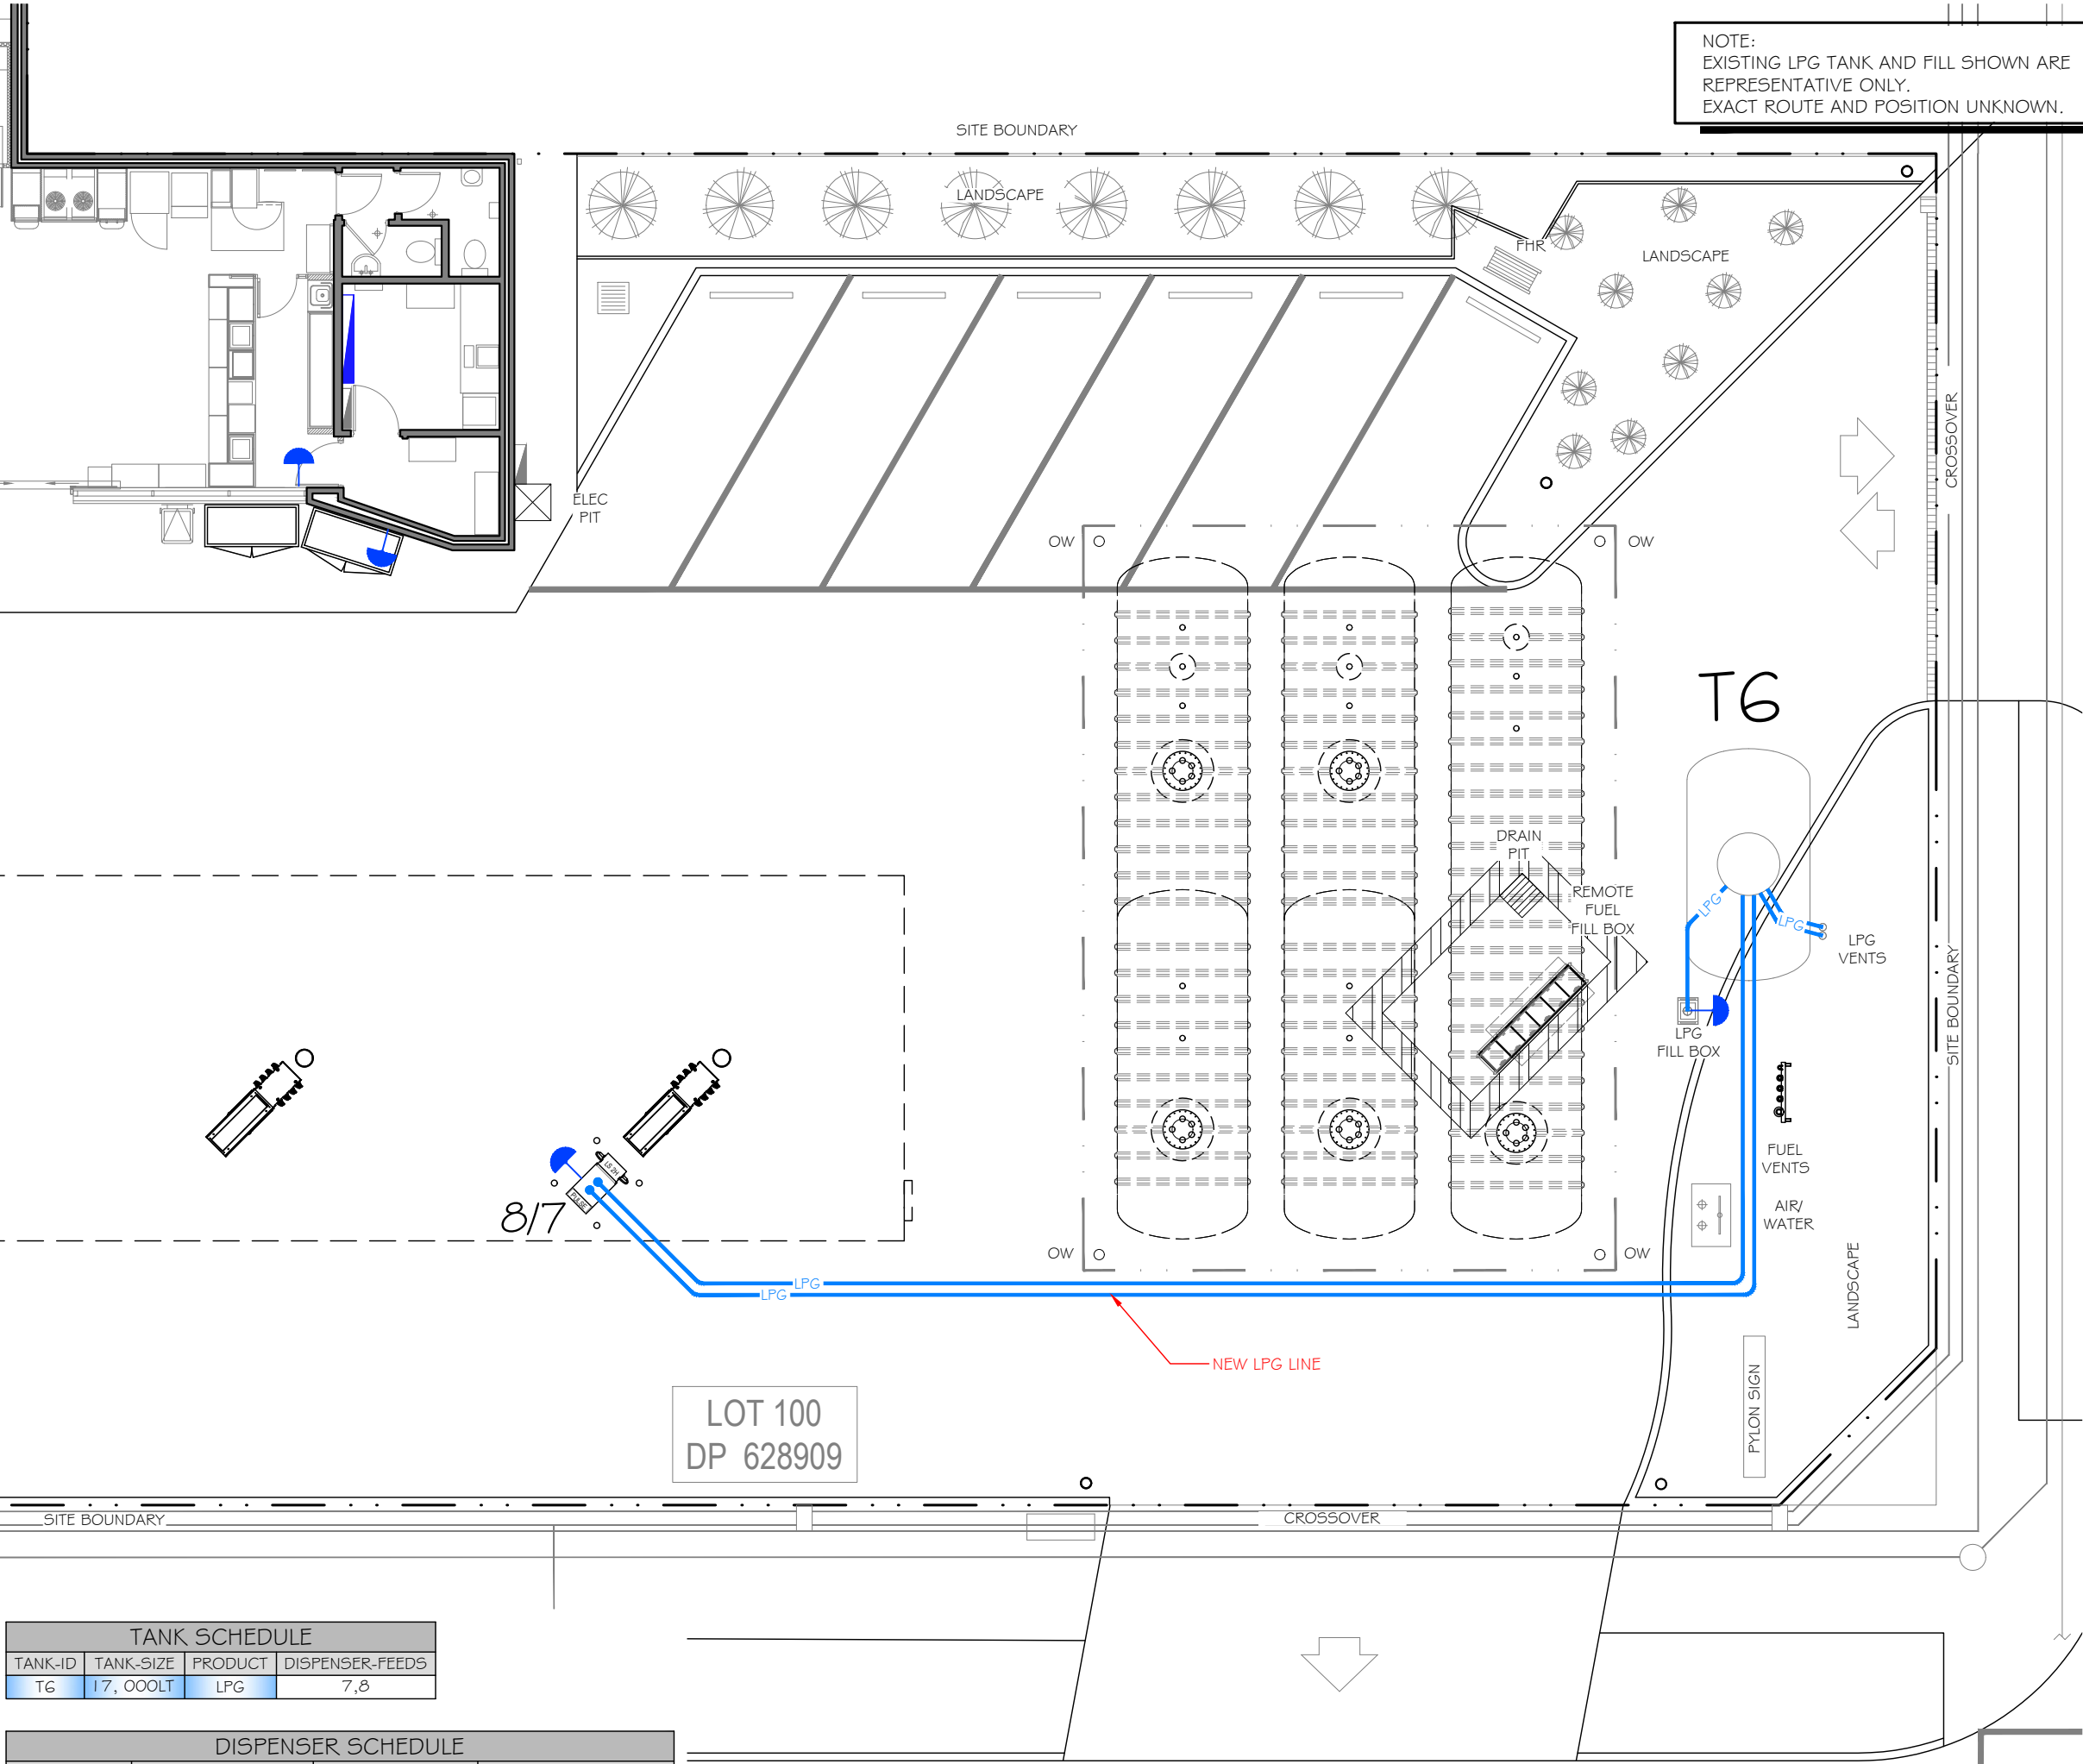 NOTE:
EXISTING LPG TANK AND FILL SHOWN ARE
REPRESENTATIVE ONLY.
EXACT ROUTE AND POSITION UNKNOWN.
SITE BOUNDARY
LANDSCAPE
FHR
LANDSCAPE
CROSSOVER
ELEC
PIT
OW
OW
T6
DRAIN
PIT
REMOTE
FUEL
FILL BOX
LPG
LPG
LPG
VENTS
SITE BOUNDARY
LPG
FILL BOX
FUEL
VENTS
AIR/
WATER
LS 2H
PULSE
8/7
OW
OW
LANDSCAPE
LPG
LPG
NEW LPG LINE
PYLON SIGN
LOT 100
DP 628909
SITE BOUNDARY
CROSSOVER
TANK SCHEDULE
TANK-ID TANK-SIZE PRODUCT DISPENSER-FEEDS
T6 17, 000LT LPG 7,8
DISPENSER SCHEDULE